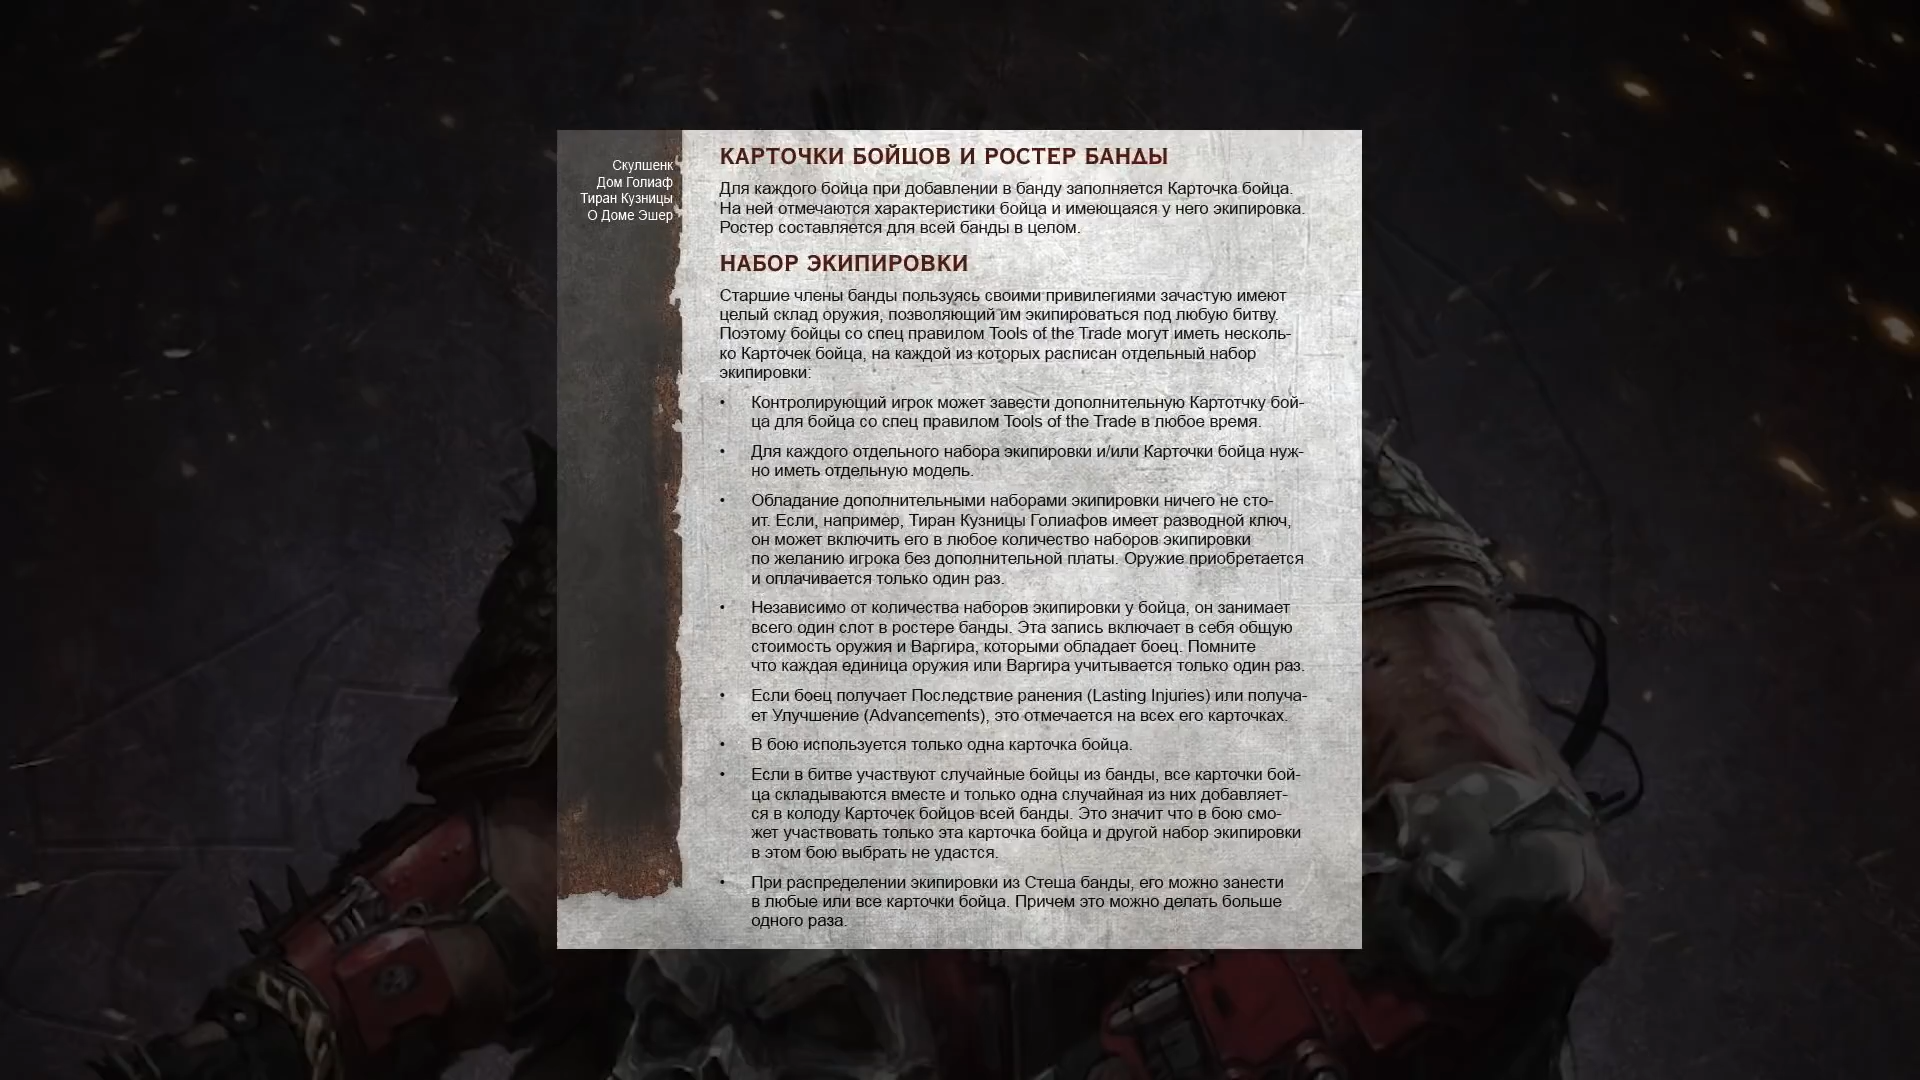 Скулшенк
Дом Голиаф
Тиран Кузницы
О Доме Эшер
КАРТОЧКИ БОЙЦОВ И РОСТЕР БАНДЫ
Для каждого бойца при добавлении в банду заполняется Карточка бойца.
На ней отмечаются характеристики бойца и имеющаяся у него экипировка.
Ростер составляется для всей банды в целом.
НАБОР ЭКИПИРОВКИ
Старшие члены банды пользуясь своими привилегиями зачастую имеют
целый склад оружия, позволяющий им экипироваться под любую битву.
Поэтому бойцы со спец правилом Tools of the Trade могут иметь несколь-
ко Карточек бойца, на каждой из которых расписан отдельный набор
экипировки:
• Контролирующий игрок может завести дополнительную Картотчку бой-
ца для бойца со спец правилом Tools of the Trade в любое время.
• Для каждого отдельного набора экипировки и/или Карточки бойца нуж-
но иметь отдельную модель.
• Обладание дополнительными наборами экипировки ничего не сто-
ит. Если, например, Тиран Кузницы Голиафов имеет разводной ключ,
он может включить его в любое количество наборов экипировки
по желанию игрока без дополнительной платы. Оружие приобретается
и оплачивается только один раз.
• Независимо от количества наборов экипировки у бойца, он занимает
всего один слот в ростере банды. Эта запись включает в себя общую
стоимость оружия и Варгира, которыми обладает боец. Помните
что каждая единица оружия или Варгира учитывается только один раз.
• Если боец получает Последствие ранения (Lasting Injuries) или получа-
ет Улучшение (Advancements), это отмечается на всех его карточках.
• В бою используется только одна карточка бойца.
• Если в битве участвуют случайные бойцы из банды, все карточки бой-
ца складываются вместе и только одна случайная из них добавляет-
ся в колоду Карточек бойцов всей банды. Это значит что в бою смо-
жет участвовать только эта карточка бойца и другой набор экипировки
в этом бою выбрать не удастся.
• При распределении экипировки из Стеша банды, его можно занести
в любые или все карточки бойца. Причем это можно делать больше
одного раза.